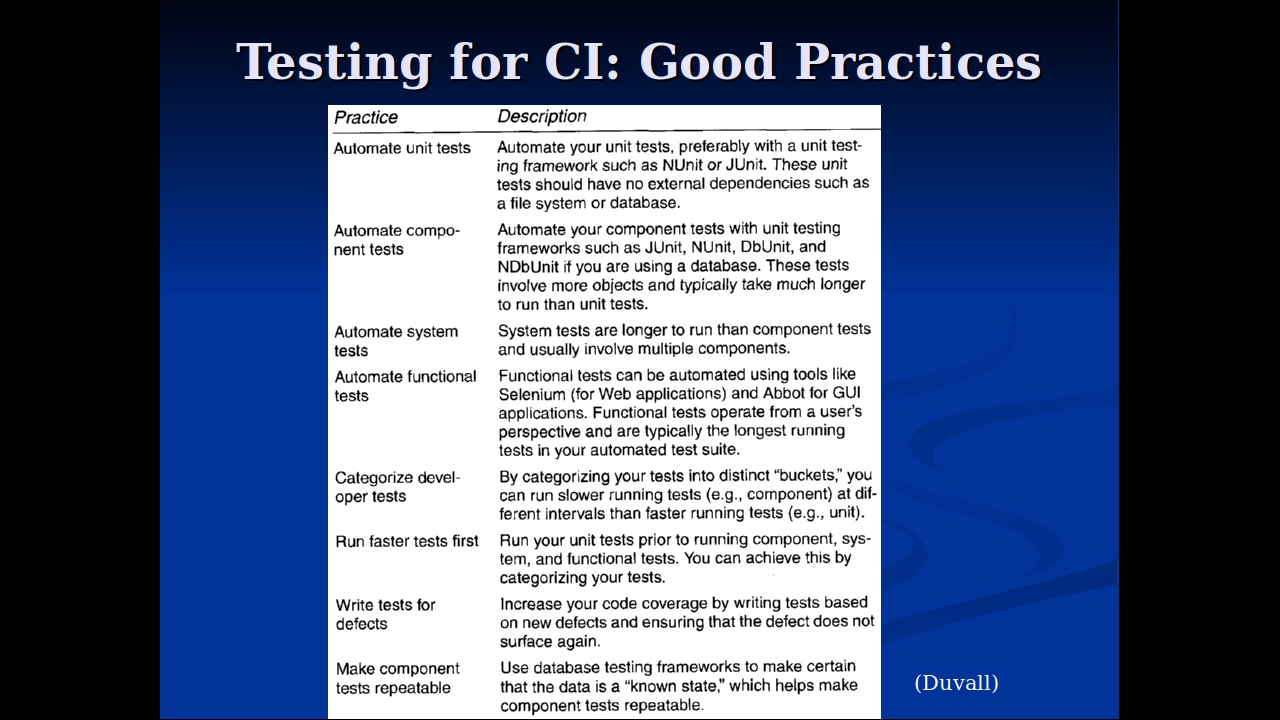 Testing for CI: Good Practices
Practice Description
Automate unit tests Automate your unit tests, preferably with a unit test-
ing framework such as NUnit or JUnit. These unit
tests should have no external dependencies such as
a file system or database.
Automate compo- Automate your component tests with unit testing
nent tests frameworks such as JUnit, NUnit, DbUnit, and
NDbUnit if you are using a database. These tests
involve more objects and typically take much longer
to run than unit tests.
Automate system System tests are longer to run than component tests
tests and usually involve multiple components.
Automate functional Functional tests can be automated using tools like
tests Selenium (for Web applications) and Abbot for GUI
applications. Functional tests operate from a user's
perspective and are typically the longest running
tests in your automated test suite.
Categorize devel- By categorizing your tests into distinct “buckets,” you
oper tests can run slower running tests (e.g., component) at dif-
ferent intervals than faster running tests (e.g., unit).
Run faster tests first Run your unit tests prior to running component, sys-
tem, and functional tests. You can achieve this by
categorizing your tests.
Write tests for Increase your code coverage by writing tests based
defects on new defects and ensuring that the defect does not
surface again.
Make component Use database testing frameworks to make certain
tests repeatable that the data is a “known state,” which helps make
component tests repeatable.
(Duvall)